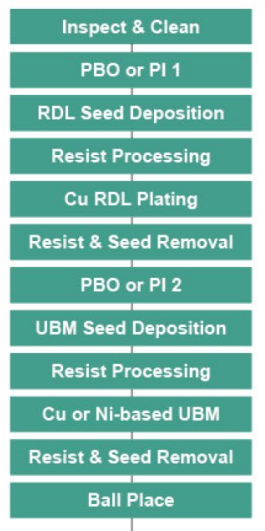 Inspect & Clean
PBO or PI 1
RDL Seed Deposition
Resist Processing
Cu RDL Plating
Resist & Seed Removal
PBO or PI 2
UBM Seed Deposition
Resist Processing
Cu or Ni-based UBM
Resist & Seed Removal
Ball Place